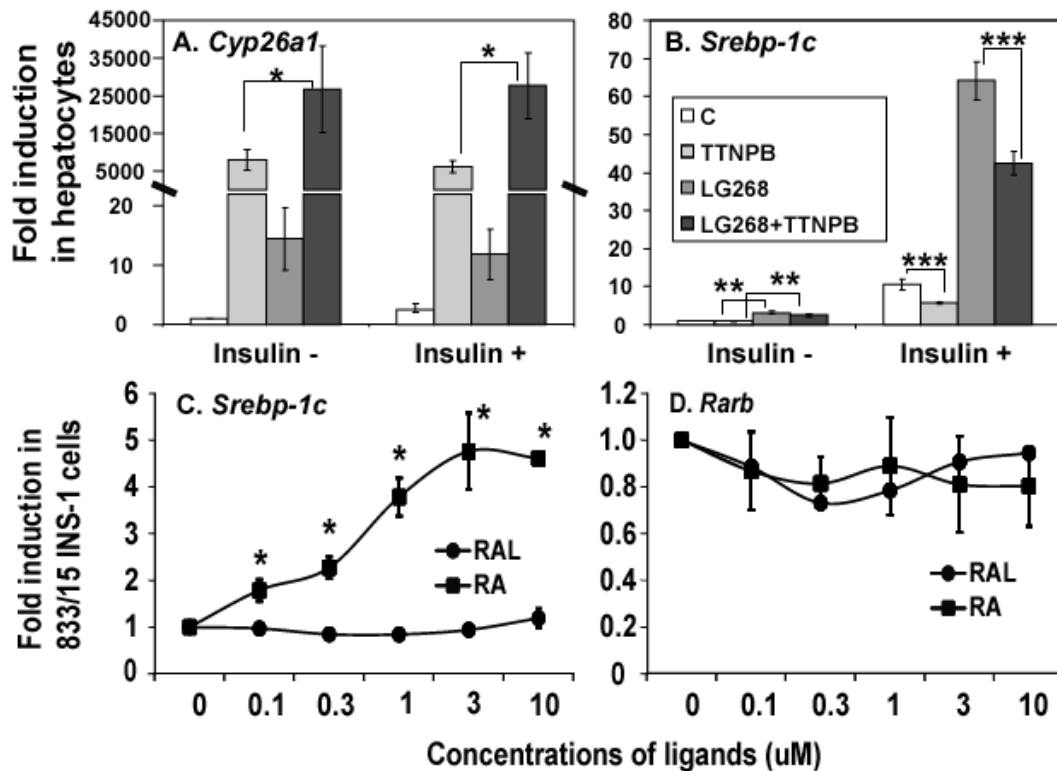 Fold induction
in hepatocytes
A. Cyp26a1
45000
35000
25000
15000
5000
20
10
0
*
*
Insulin -
Insulin +
B. Srebp-1c
80
70
60
50
40
30
20
10
0
C
TTNPB
LG268
LG268+TTNPB
**
**
***
***
Insulin -
Insulin +
Fold induction in
833/15 INS-1 cells
C. Srebp-1c
6
5
4
3
2
1
0
*
*
*
*
*
RAL
RA
0 0.1 0.3 1 3 10
D. Rarb
1.2
1.0
0.8
0.6
0.4
0.2
0
RAL
RA
0 0.1 0.3 1 3 10
Concentrations of ligands (uM)